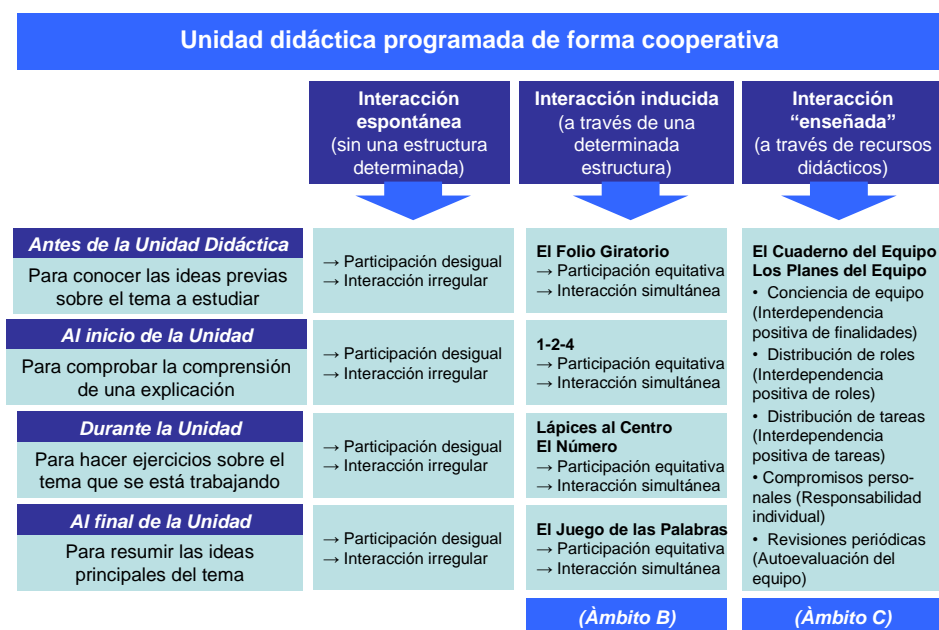 Unidad didáctica programada de forma cooperativa
Interacción
espontánea
(sin una estructura
determinada)
Interacción inducida
(a través de una
determinada
estructura)
Interacción
“enseñada”
(a través de recursos
didácticos)
Antes de la Unidad Didáctica
Para conocer las ideas previas
sobre el tema a estudiar
→ Participación desigual
→ Interacción irregular
El Folio Giratorio
→ Participación equitativa
→ Interacción simultánea
Al inicio de la Unidad
Para comprobar la comprensión
de una explicación
→ Participación desigual
→ Interacción irregular
1-2-4
→ Participación equitativa
→ Interacción simultánea
Durante la Unidad
Para hacer ejercicios sobre el
tema que se está trabajando
→ Participación desigual
→ Interacción irregular
Lápices al Centro
El Número
→ Participación equitativa
→ Interacción simultánea
Al final de la Unidad
Para resumir las ideas
principales del tema
→ Participación desigual
→ Interacción irregular
El Juego de las Palabras
→ Participación equitativa
→ Interacción simultánea
El Cuaderno del Equipo
Los Planes del Equipo
• Conciencia de equipo
(Interdependencia
positiva de finalidades)
• Distribución de roles
(Interdependencia
positiva de roles)
• Distribución de tareas
(Interdependencia
positiva de tareas)
• Compromisos perso-
nales (Responsabilidad
individual)
• Revisiones periódicas
(Autoevaluación del
equipo)
(Àmbito B)
(Àmbito C)